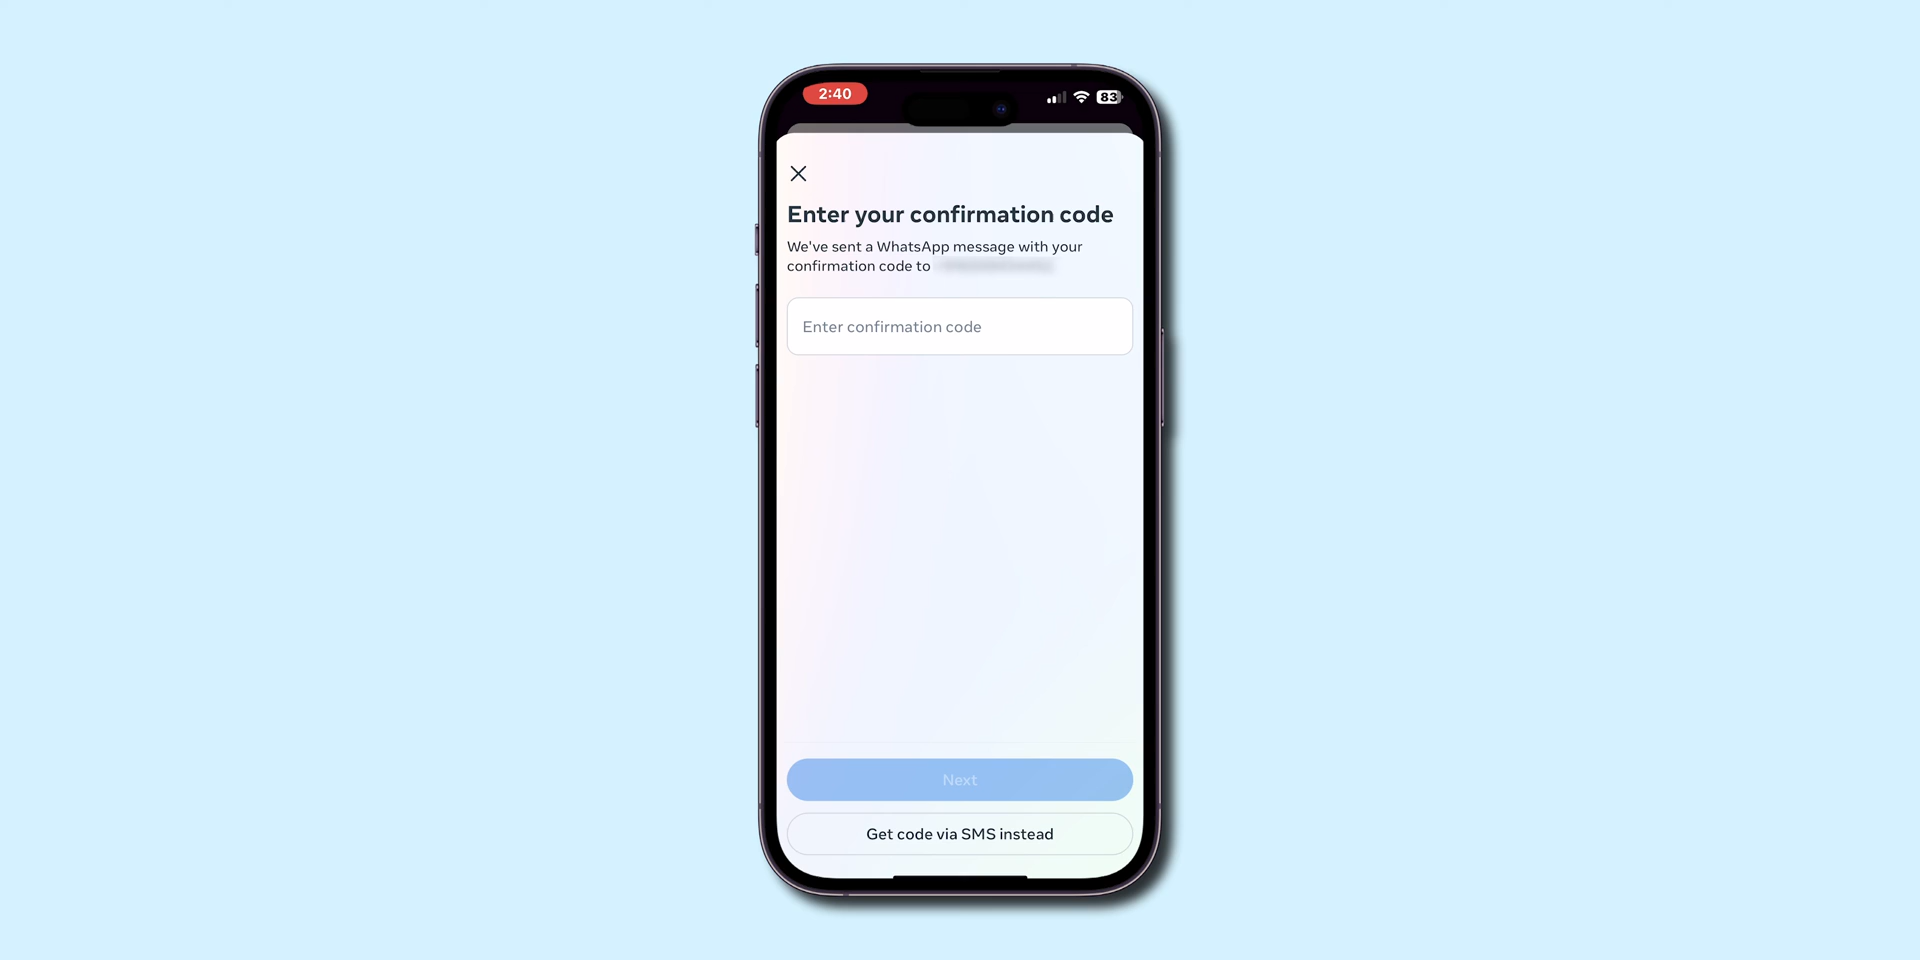 2:40
83
Enter your confirmation code
We've sent a WhatsApp message with your
confirmation code to
Enter confirmation code
Next
Get code via SMS instead